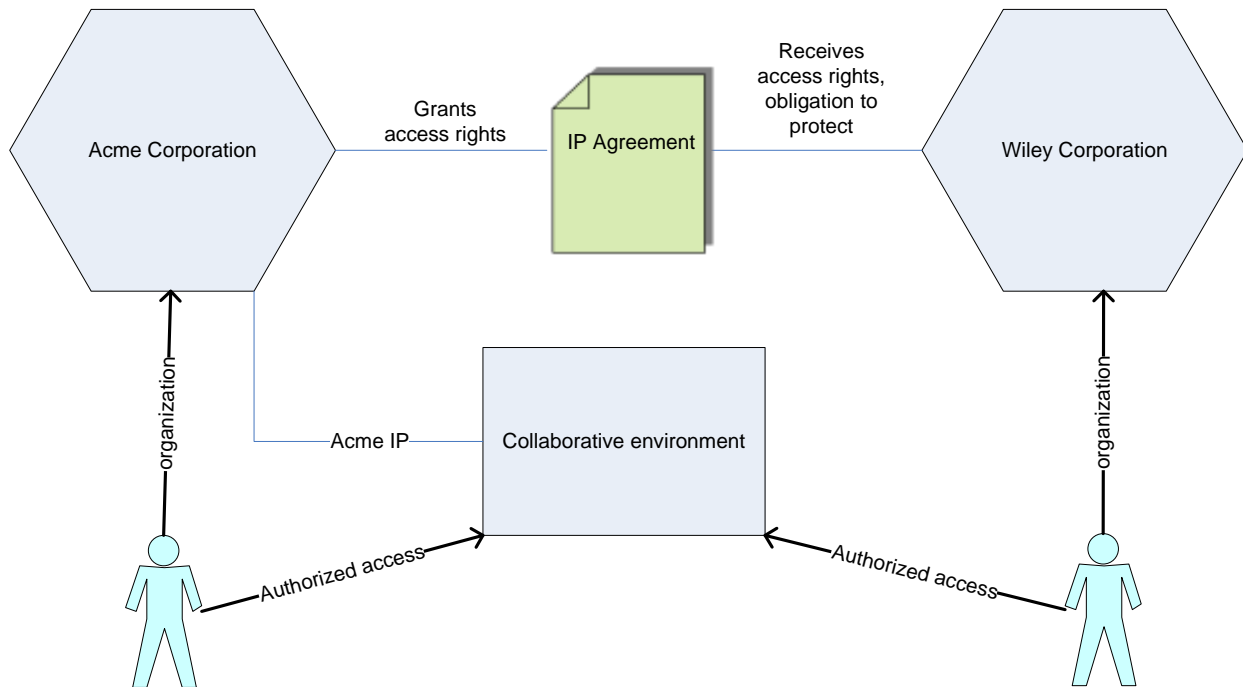 Acme Corporation
Grants
access rights
IP Agreement
Receives
access rights,
obligation to
protect
Wiley Corporation
organization
Acme IP
Collaborative environment
organization
Authorized access
Authorized access